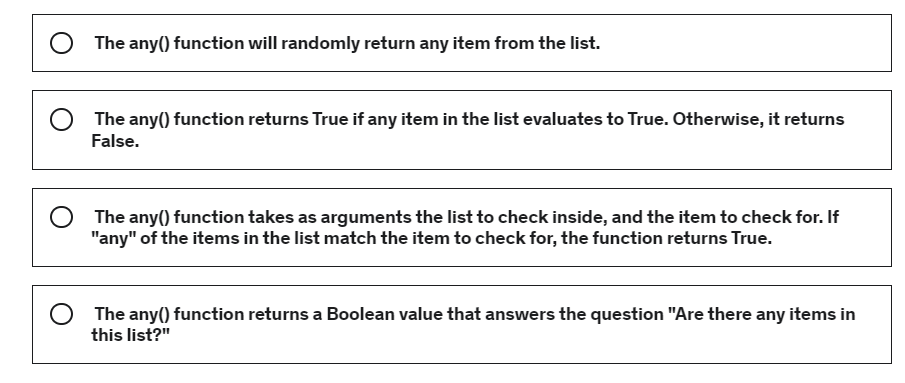 The any() function will randomly return any item from the list.
The any() function returns True if any item in the list evaluates to True. Otherwise, it returns
False.
The any() function takes as arguments the list to check inside, and the item to check for. If
"any" of the items in the list match the item to check for, the function returns True.
The any() function returns a Boolean value that answers the question "Are there any items in
this list?"